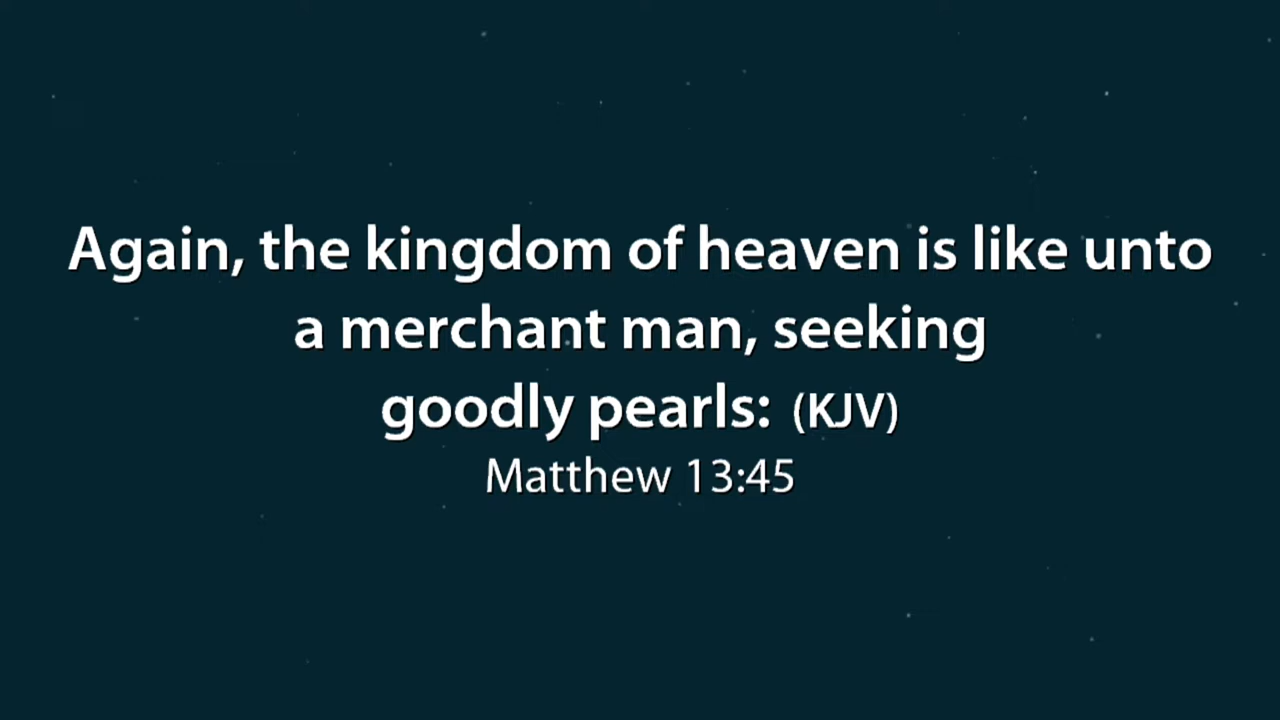 Again, the kingdom of heaven is like unto
a merchant man, seeking
goodly pearls: (KJV)
Matthew 13:45